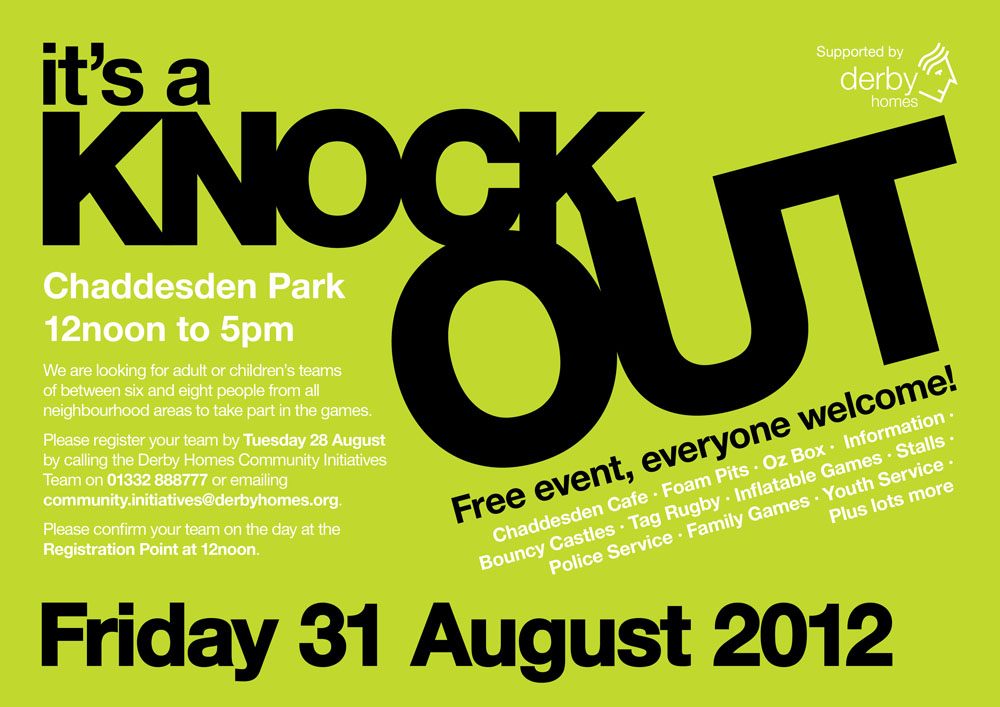 it's a
KNOCK
OUT
Supported by
derby
homes
Chaddesden Park
12noon to 5pm
We are looking for adult or children's teams
of between six and eight people from all
neighbourhood areas to take part in the games.
Please register your team by Tuesday 28 August
by calling the Derby Homes Community Initiatives
Team on 01332 888777 or emailing
community.initiatives@derbyhomes.org.
Please confirm your team on the day at the
Registration Point at 12noon.
Free event, everyone welcome!
Chaddesden Cafe · Foam Pits · Oz Box · Information ·
Bouncy Castles · Tag Rugby · Inflatable Games · Stalls ·
Police Service · Family Games · Youth Service ·
Plus lots more
Friday 31 August 2012